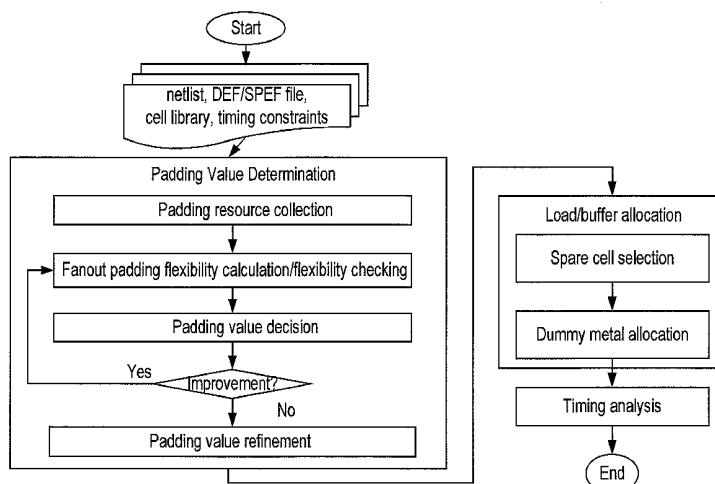 Start
netlist, DEF/SPEF file,
cell library, timing constraints
Padding Value Determination
Padding resource collection
Fanout padding flexibility calculation/flexibility checking
Padding value decision
Yes
Improvement?
No
Padding value refinement
Load/buffer allocation
Spare cell selection
Dummy metal allocation
Timing analysis
End